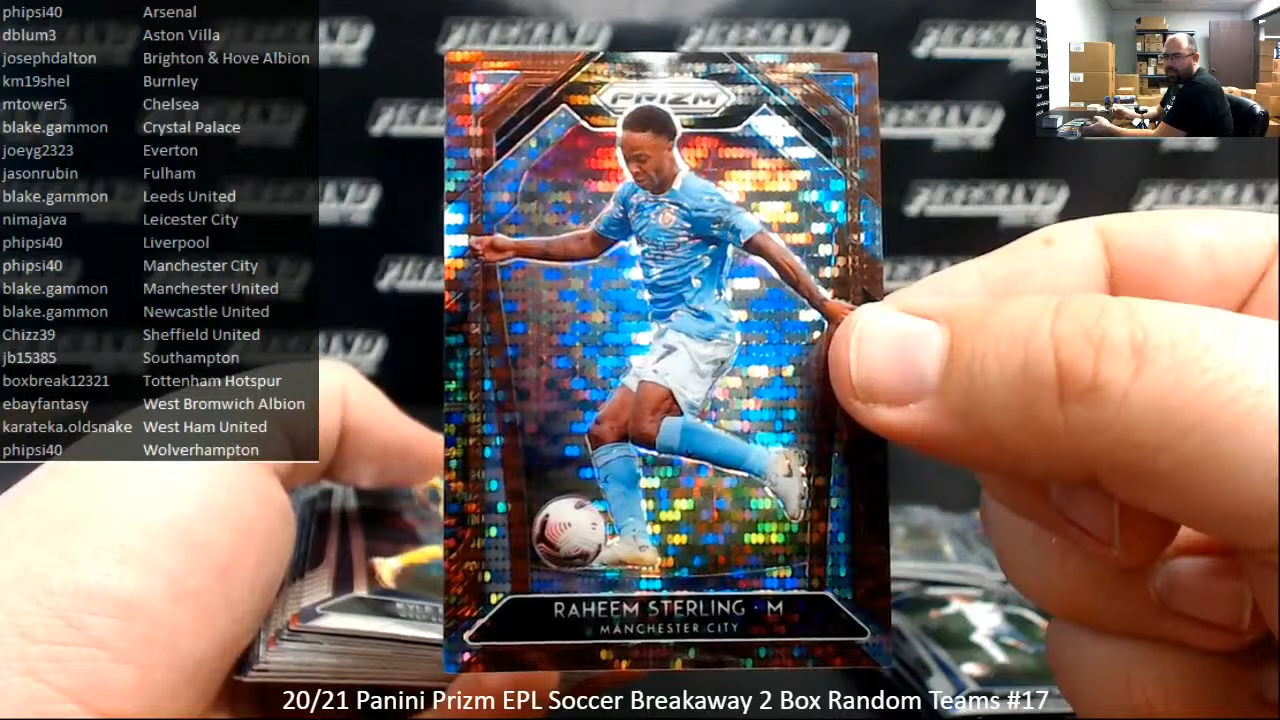 phipsi40 Arsenal
dblum3 Aston Villa
josephdalton Brighton & Hove Albion
km19shel Burnley
mtower5 Chelsea
blake.gammon Crystal Palace
joeyg2323 Everton
jasonrubin Fulham
blake.gammon Leeds United
nimajava Leicester City
phipsi40 Liverpool
phipsi40 Manchester City
blake.gammon Manchester United
blake.gammon Newcastle United
Chizz39 Sheffield United
jb15385 Southampton
boxbreak12321 Tottenham Hotspur
ebayfantasy West Bromwich Albion
karateka.oldsnake West Ham United
phipsi40 Wolverhampton
PRIZM
7
RAHEEM STERLING · M
MANCHESTER CITY
KYLE
20/21 Panini Prizm EPL Soccer Breakaway 2 Box Random Teams #17